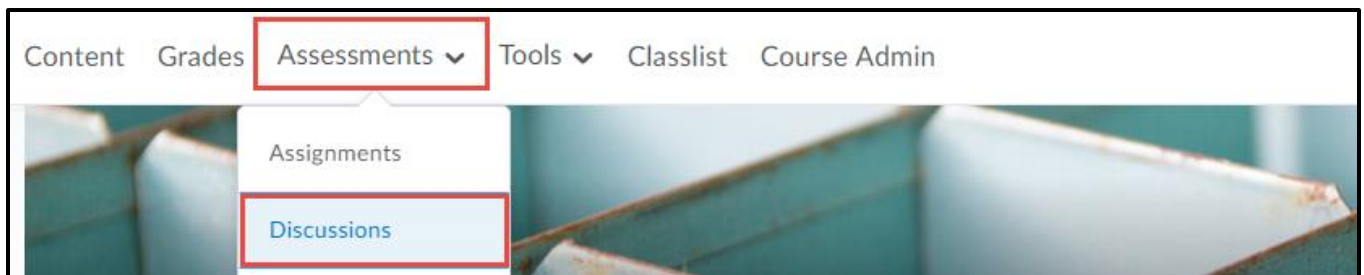 Content Grades Assessments Tools Classlist Course Admin
Assignments
Discussions